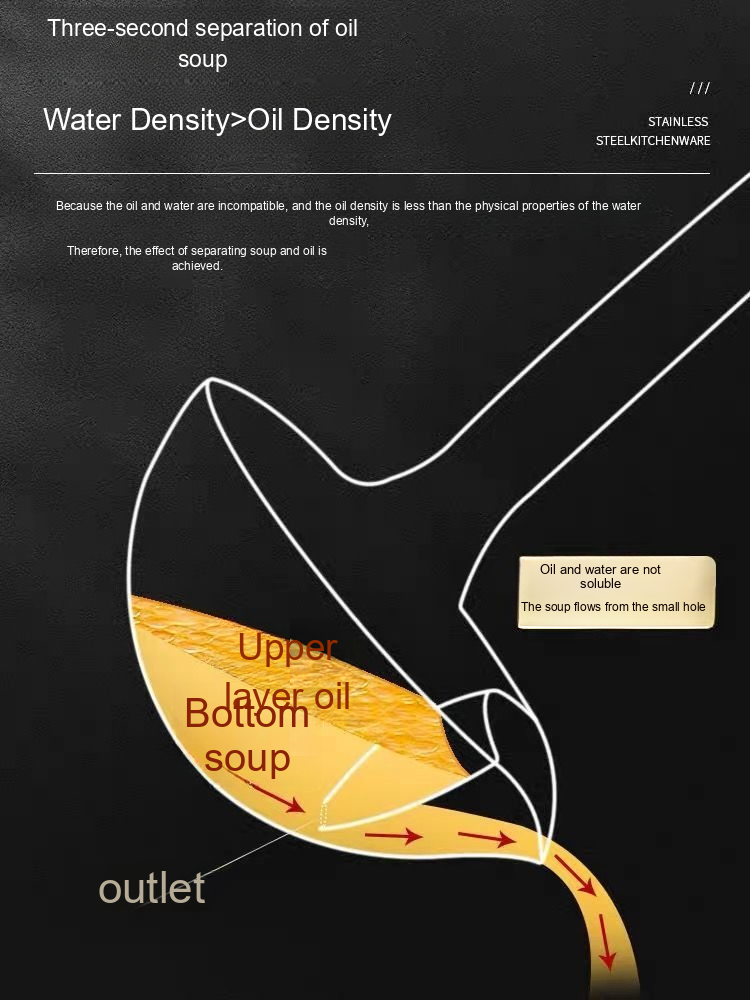 Three-second separation of oil
soup
Water Density>Oil Density
///
STAINLESS
STEELKITCHENWARE
Because the oil and water are incompatible, and the oil density is less than the physical properties of the water
density,
Therefore, the effect of separating soup and oil is
achieved.
Oil and water are not
soluble
The soup flows from the small hole
Upper
layer oil
Bottom
soup
outlet